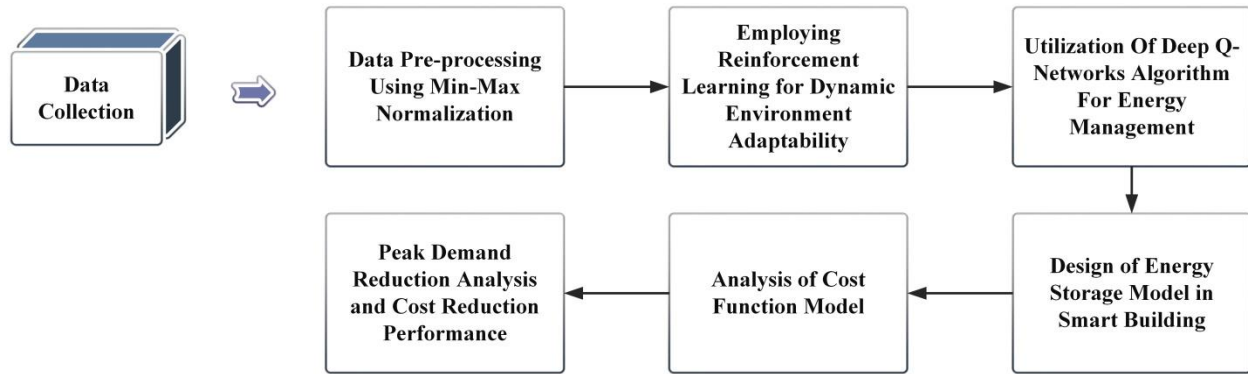 Data
Collection
Data Pre-processing
Using Min-Max
Normalization
Employing
Reinforcement
Learning for Dynamic
Environment
Adaptability
Utilization Of Deep Q-
Networks Algorithm
For Energy
Management
Design of Energy
Storage Model in
Smart Building
Analysis of Cost
Function Model
Peak Demand
Reduction Analysis
and Cost Reduction
Performance